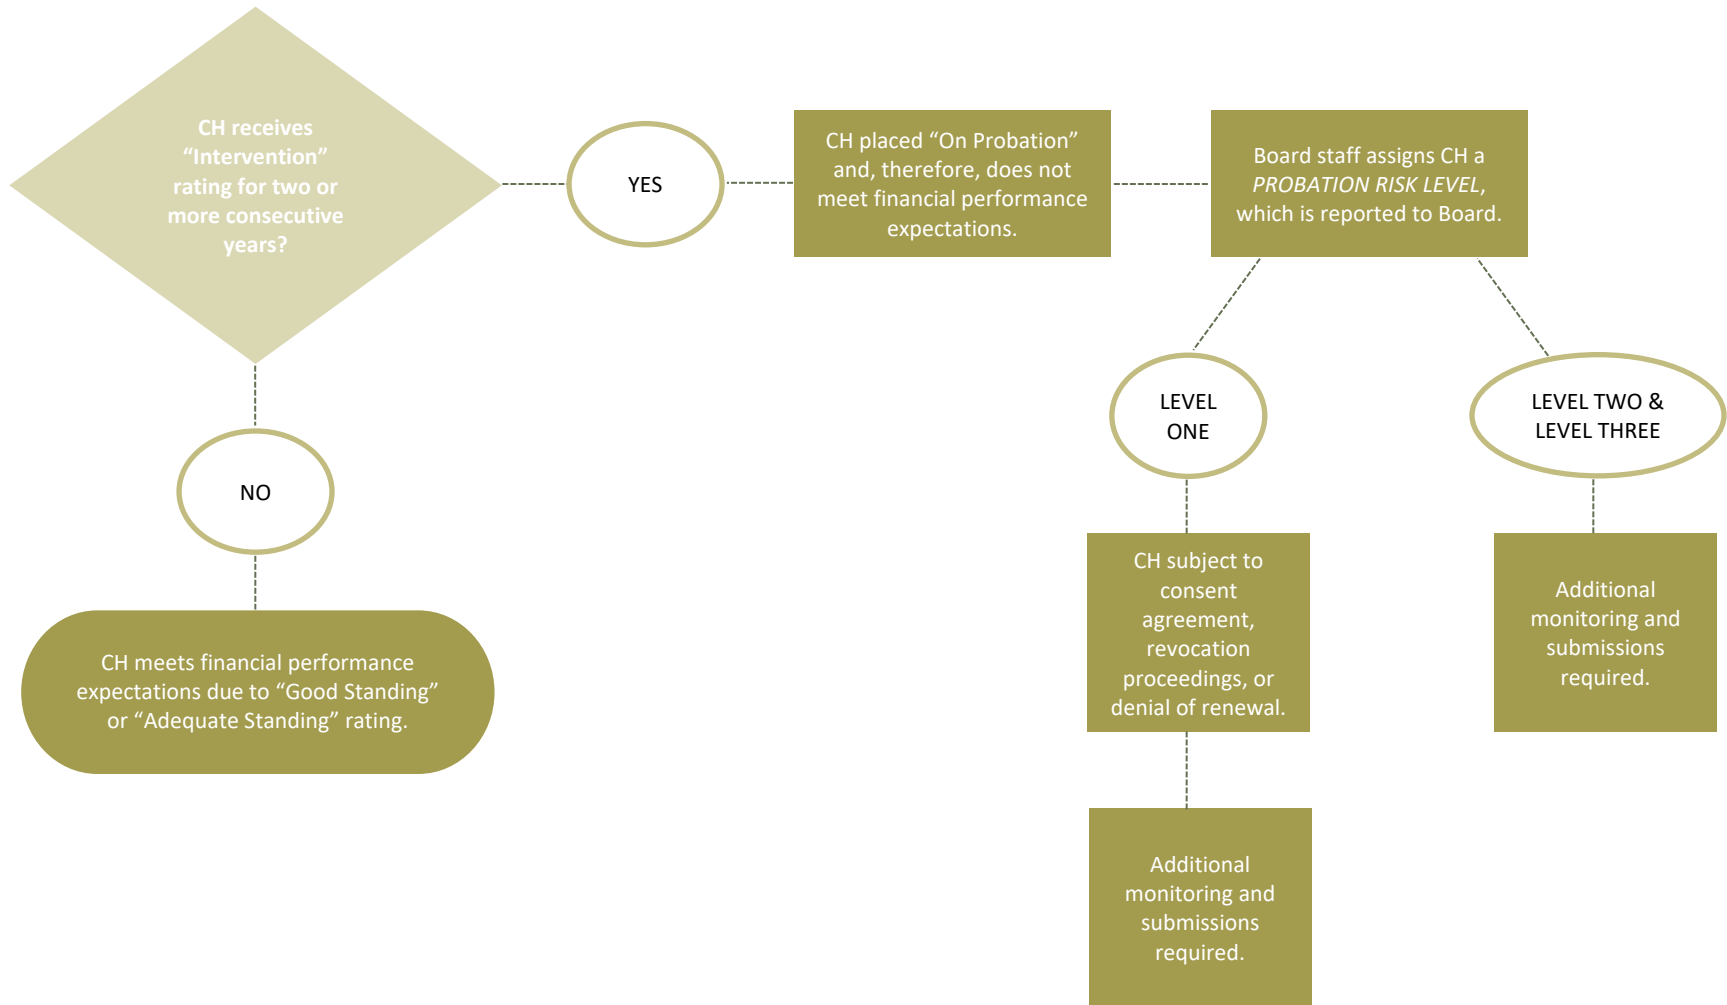 CH receives
“Intervention”
rating for two or
more consecutive
years?
YES
CH placed “On Probation”
and, therefore, does not
meet financial performance
expectations.
Board staff assigns CH a
PROBATION RISK LEVEL,
which is reported to Board.
LEVEL
ONE
LEVEL TWO &
LEVEL THREE
NO
CH subject to
consent
agreement,
revocation
proceedings, or
denial of renewal.
Additional
monitoring and
submissions
required.
CH meets financial performance
expectations due to “Good Standing”
or “Adequate Standing” rating.
Additional
monitoring and
submissions
required.